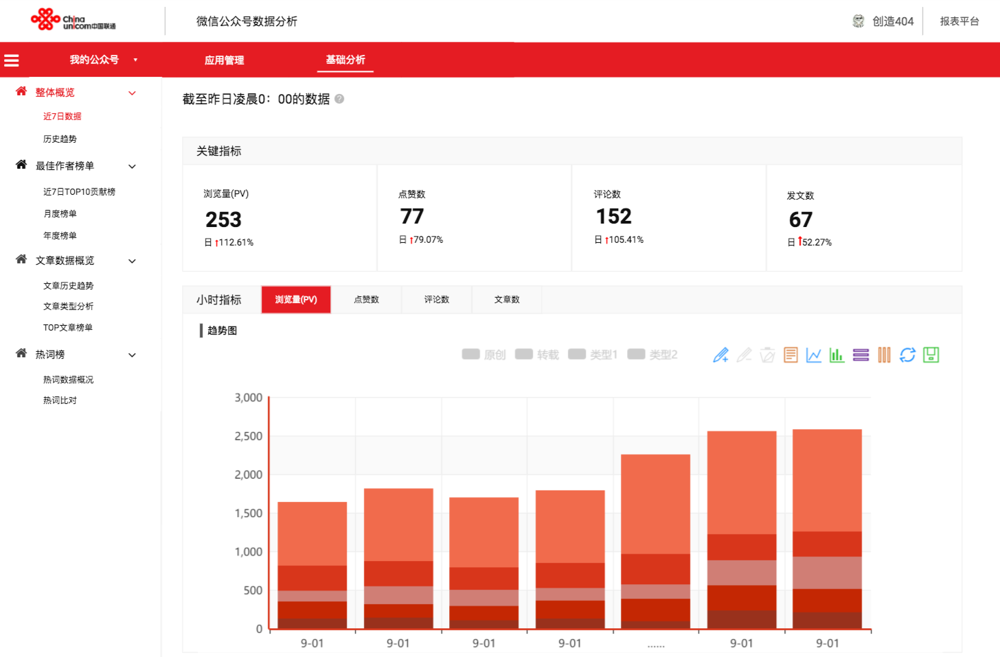 China
unicom中国联通
微信公众号数据分析
创造404
报表平台
我的公众号
应用管理
基础分析
整体概览
近7日数据
历史趋势
最佳作者榜单
近7日TOP10贡献榜
月度榜单
年度榜单
文章数据概览
文章历史趋势
文章类型分析
TOP文章榜单
热词榜
热词数据概况
热词比对
截至昨日凌晨0：00的数据 ?
关键指标
浏览量(PV)
253
日 ↑112.61%
点赞数
77
日 ↑79.07%
评论数
152
日 ↑105.41%
发文数
67
日 ↑52.27%
小时指标
浏览量(PV)
点赞数
评论数
文章数
趋势图
原创 转载 类型1 类型2
3,000
2,500
2,000
1,500
1,000
500
0
9-01 9-01 9-01 9-01 ...... 9-01 9-01